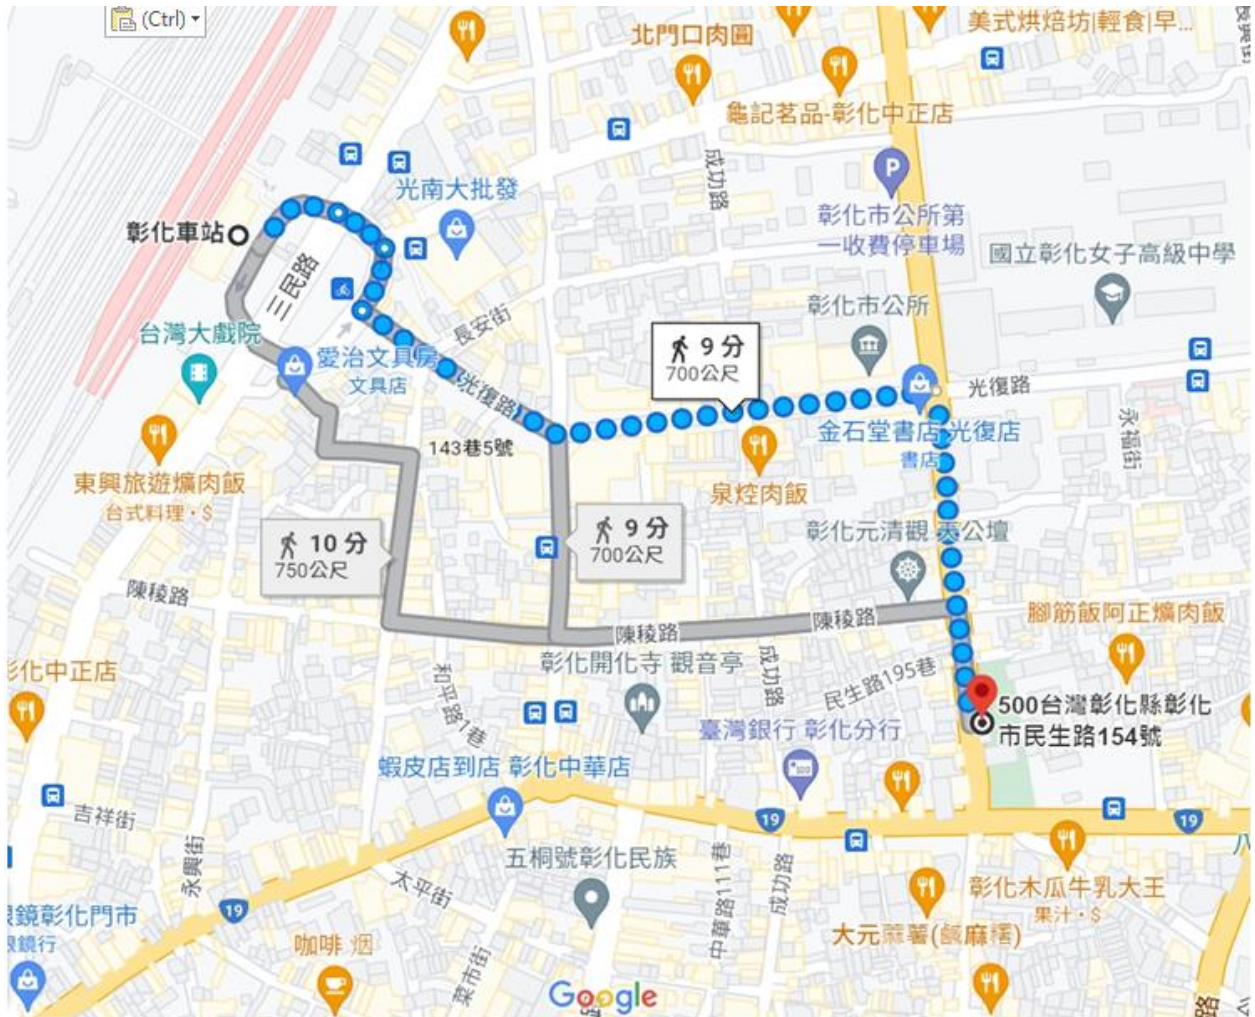 (Ctrl)
美式烘焙坊|輕食|早...
北門口肉圓
龜記茗品-彰化中正店
成功路
光南大批發
P
彰化市公所第
一收費停車場
彰化車站
國立彰化女子高級中學
三民路
彰化市公所
長安街
台灣大戲院
9 分
700公尺
愛治文具房
文具店
光復路
光復路
永福街
金石堂書店 光復店
書店
143巷5號
東興旅遊爌肉飯
台式料理·$
泉焢肉飯
10 分
750公尺
9 分
700公尺
彰化元清觀 天公壇
陳稜路
陳稜路
陳稜路
腳筋飯阿正爌肉飯
彰化開化寺 觀音亭
成功路
民生路195巷
和平路1巷
彡化中正店
500台灣彰化縣彰化
市民生路154號
臺灣銀行 彰化分行
蝦皮店到店 彰化中華店
吉祥街
19
19
永興街
五桐號彰化民族
太平街
中華路111巷
成功路
彰化木瓜牛乳大王
果汁·$
眼鏡彰化門市
眼鏡行
19
咖啡 烟
大元麻薯(鹹麻糬)
菜市街
Google
路